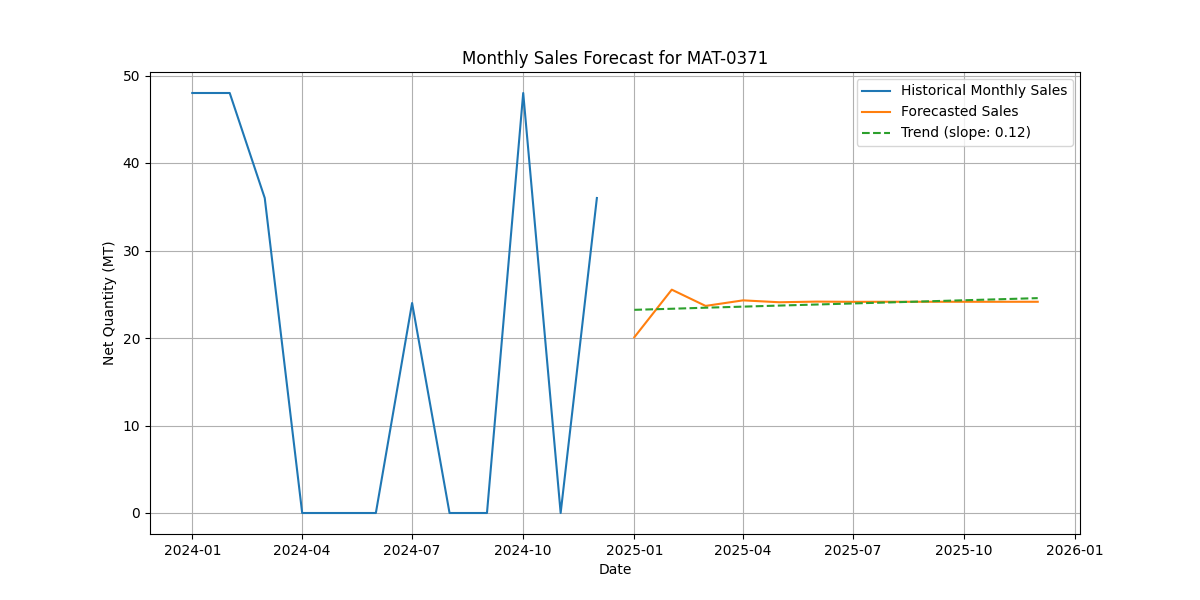 Monthly Sales Forecast for MAT-0371
Historical Monthly Sales
Forecasted Sales
Trend (slope: 0.12)
Net Quantity (MT)
50
40
30
20
10
0
2024-01 2024-04 2024-07 2024-10 2025-01 2025-04 2025-07 2025-10 2026-01
Date